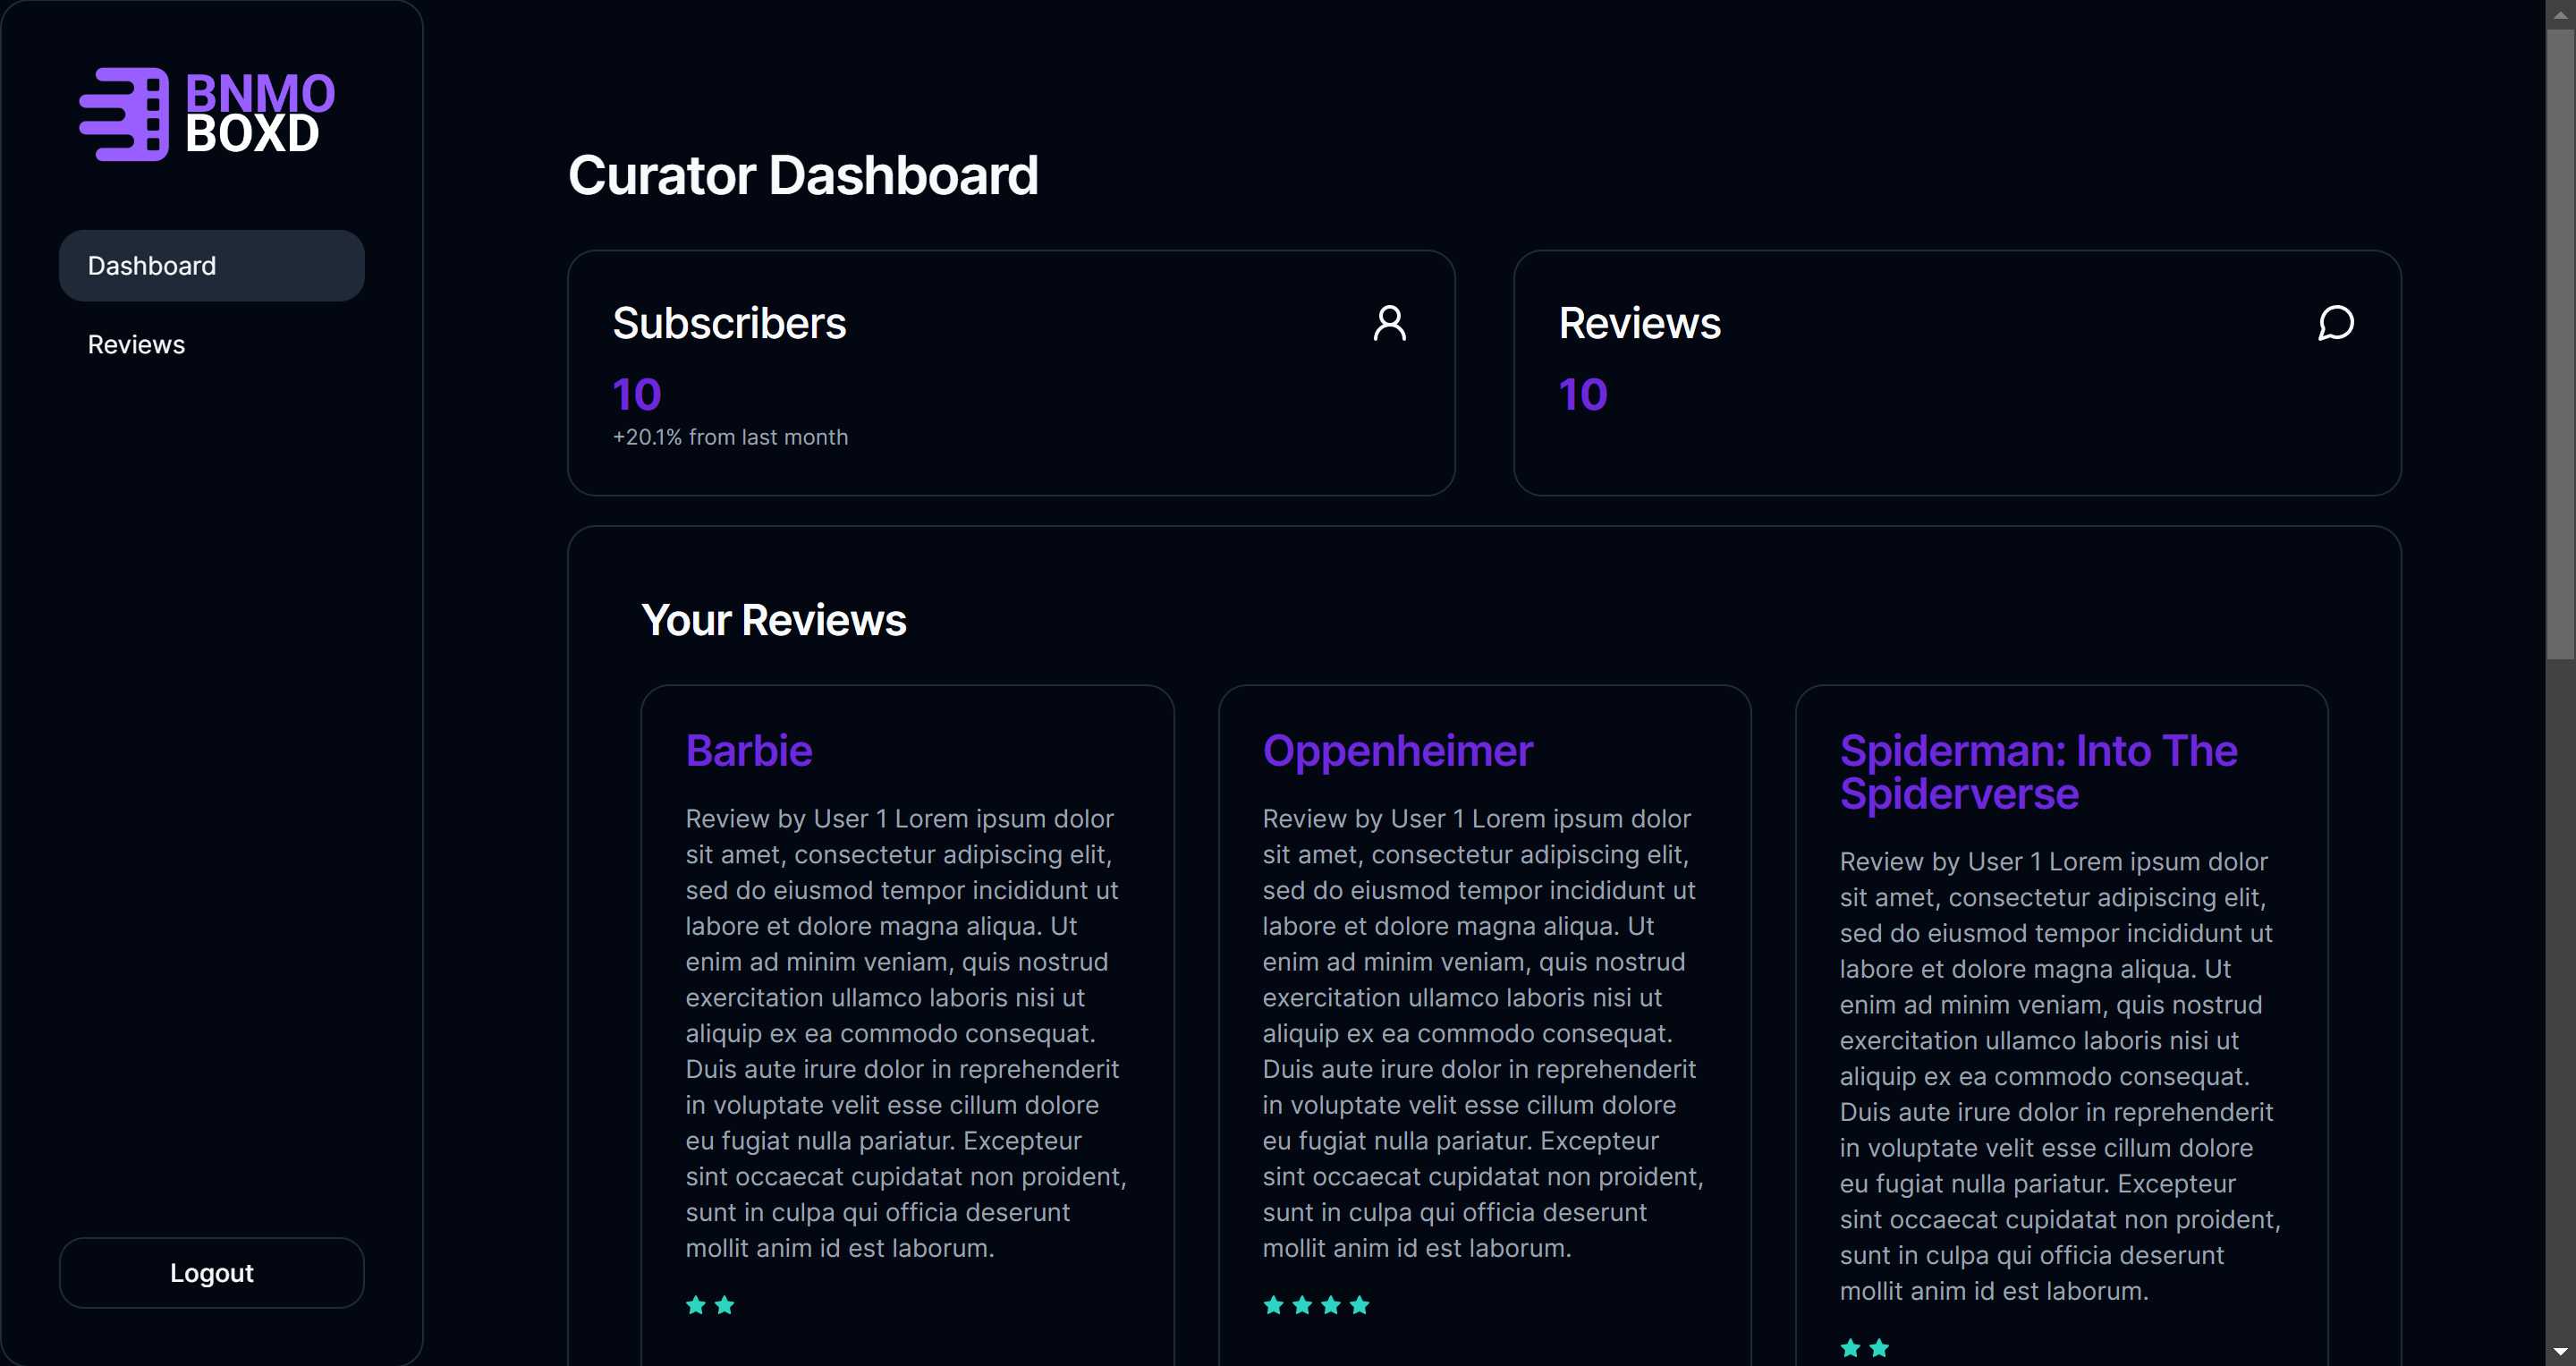 BNMO
BOXD
Dashboard
Reviews
Logout
Curator Dashboard
Subscribers
10
+20.1% from last month
Reviews
10
Your Reviews
Barbie
Review by User 1 Lorem ipsum dolor
sit amet, consectetur adipiscing elit,
sed do eiusmod tempor incididunt ut
labore et dolore magna aliqua. Ut
enim ad minim veniam, quis nostrud
exercitation ullamco laboris nisi ut
aliquip ex ea commodo consequat.
Duis aute irure dolor in reprehenderit
in voluptate velit esse cillum dolore
eu fugiat nulla pariatur. Excepteur
sint occaecat cupidatat non proident,
sunt in culpa qui officia deserunt
mollit anim id est laborum.
Oppenheimer
Review by User 1 Lorem ipsum dolor
sit amet, consectetur adipiscing elit,
sed do eiusmod tempor incididunt ut
labore et dolore magna aliqua. Ut
enim ad minim veniam, quis nostrud
exercitation ullamco laboris nisi ut
aliquip ex ea commodo consequat.
Duis aute irure dolor in reprehenderit
in voluptate velit esse cillum dolore
eu fugiat nulla pariatur. Excepteur
sint occaecat cupidatat non proident,
sunt in culpa qui officia deserunt
mollit anim id est laborum.
Spiderman: Into The
Spiderverse
Review by User 1 Lorem ipsum dolor
sit amet, consectetur adipiscing elit,
sed do eiusmod tempor incididunt ut
labore et dolore magna aliqua. Ut
enim ad minim veniam, quis nostrud
exercitation ullamco laboris nisi ut
aliquip ex ea commodo consequat.
Duis aute irure dolor in reprehenderit
in voluptate velit esse cillum dolore
eu fugiat nulla pariatur. Excepteur
sint occaecat cupidatat non proident,
sunt in culpa qui officia deserunt
mollit anim id est laborum.